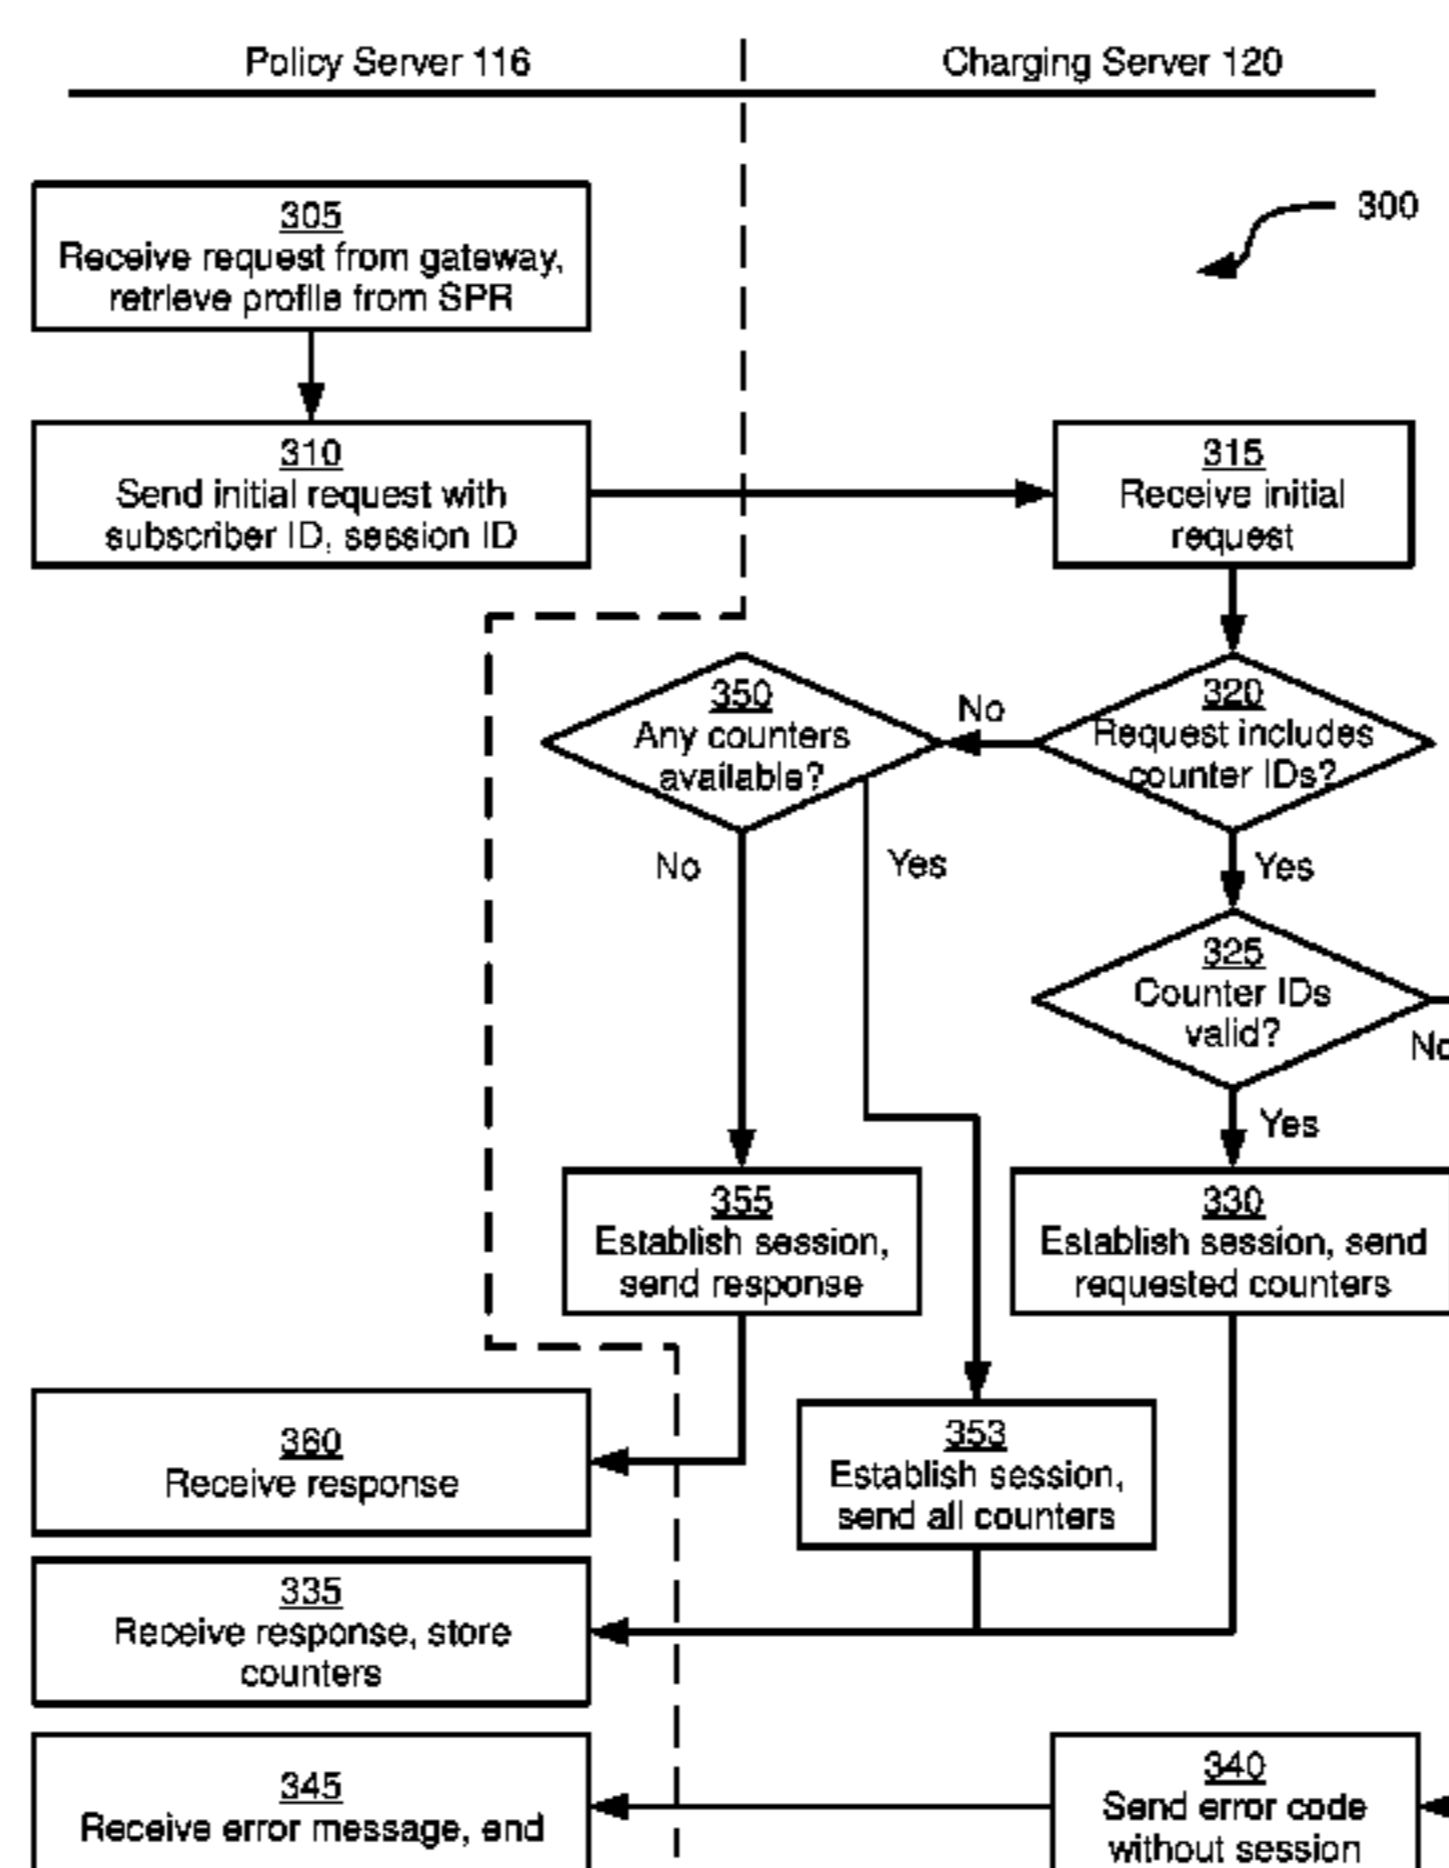 Policy Server 116
Charging Server 120
300
305
Receive request from gateway,
retrieve profile from SPR
310
Send initial request with
subscriber ID, session ID
315
Receive initial
request
320
Request includes
counter IDs?
No
350
Any counters
available?
No
Yes
Yes
325
Counter IDs
valid?
Yes
355
Establish session,
send response
330
Establish session, send
requested counters
360
Receive response
353
Establish session,
send all counters
335
Receive response, store
counters
345
Receive error message, end
340
Send error code
without session